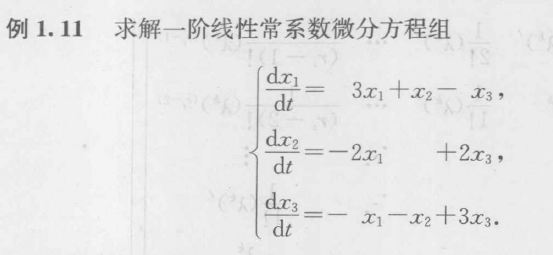 例 1.11 求解一阶线性常系数微分方程组
dx₁/dt = 3x₁+x₂− x₃,
dx₂/dt =−2x₁ +2x₃,
dx₃/dt =− x₁−x₂+3x₃.